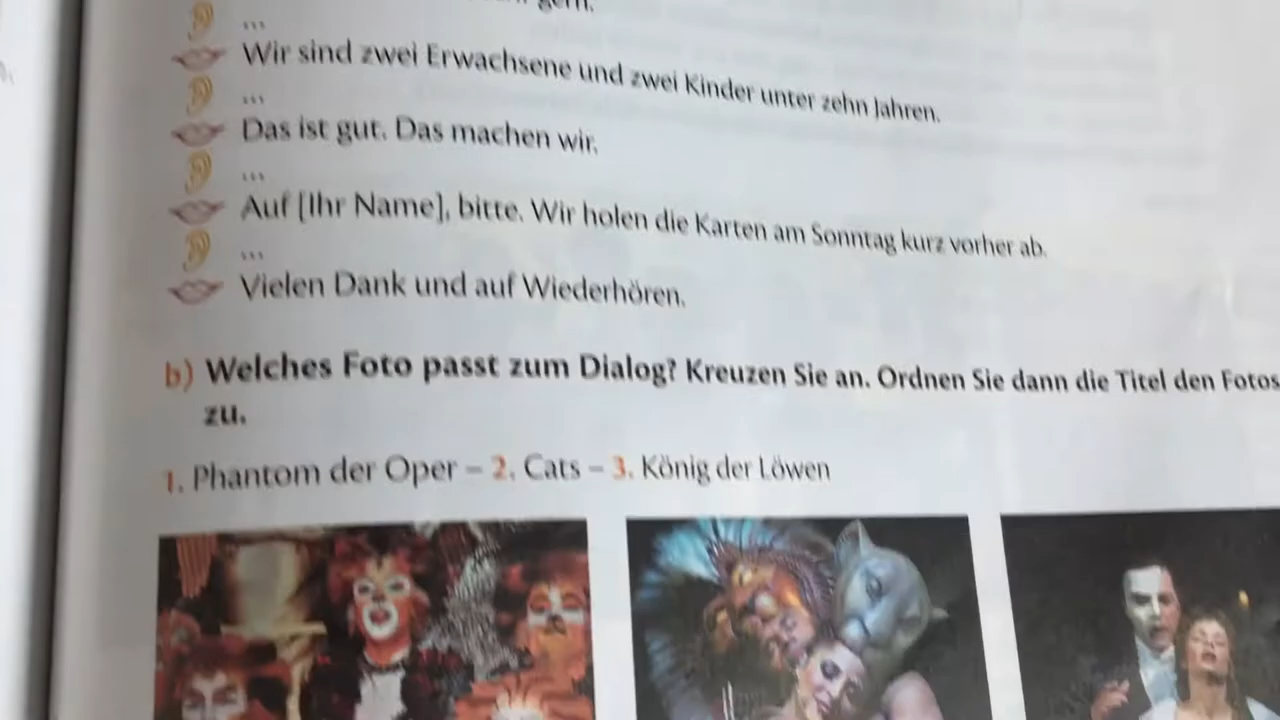 gern.
...
Wir sind zwei Erwachsene und zwei Kinder unter zehn Jahren.
...
Das ist gut. Das machen wir.
...
Auf [Ihr Name], bitte. Wir holen die Karten am Sonntag kurz vorher ab.
...
Vielen Dank und auf Wiederhören.
b) Welches Foto passt zum Dialog? Kreuzen Sie an. Ordnen Sie dann die Titel den Fotos
zu.
1. Phantom der Oper – 2. Cats – 3. König der Löwen